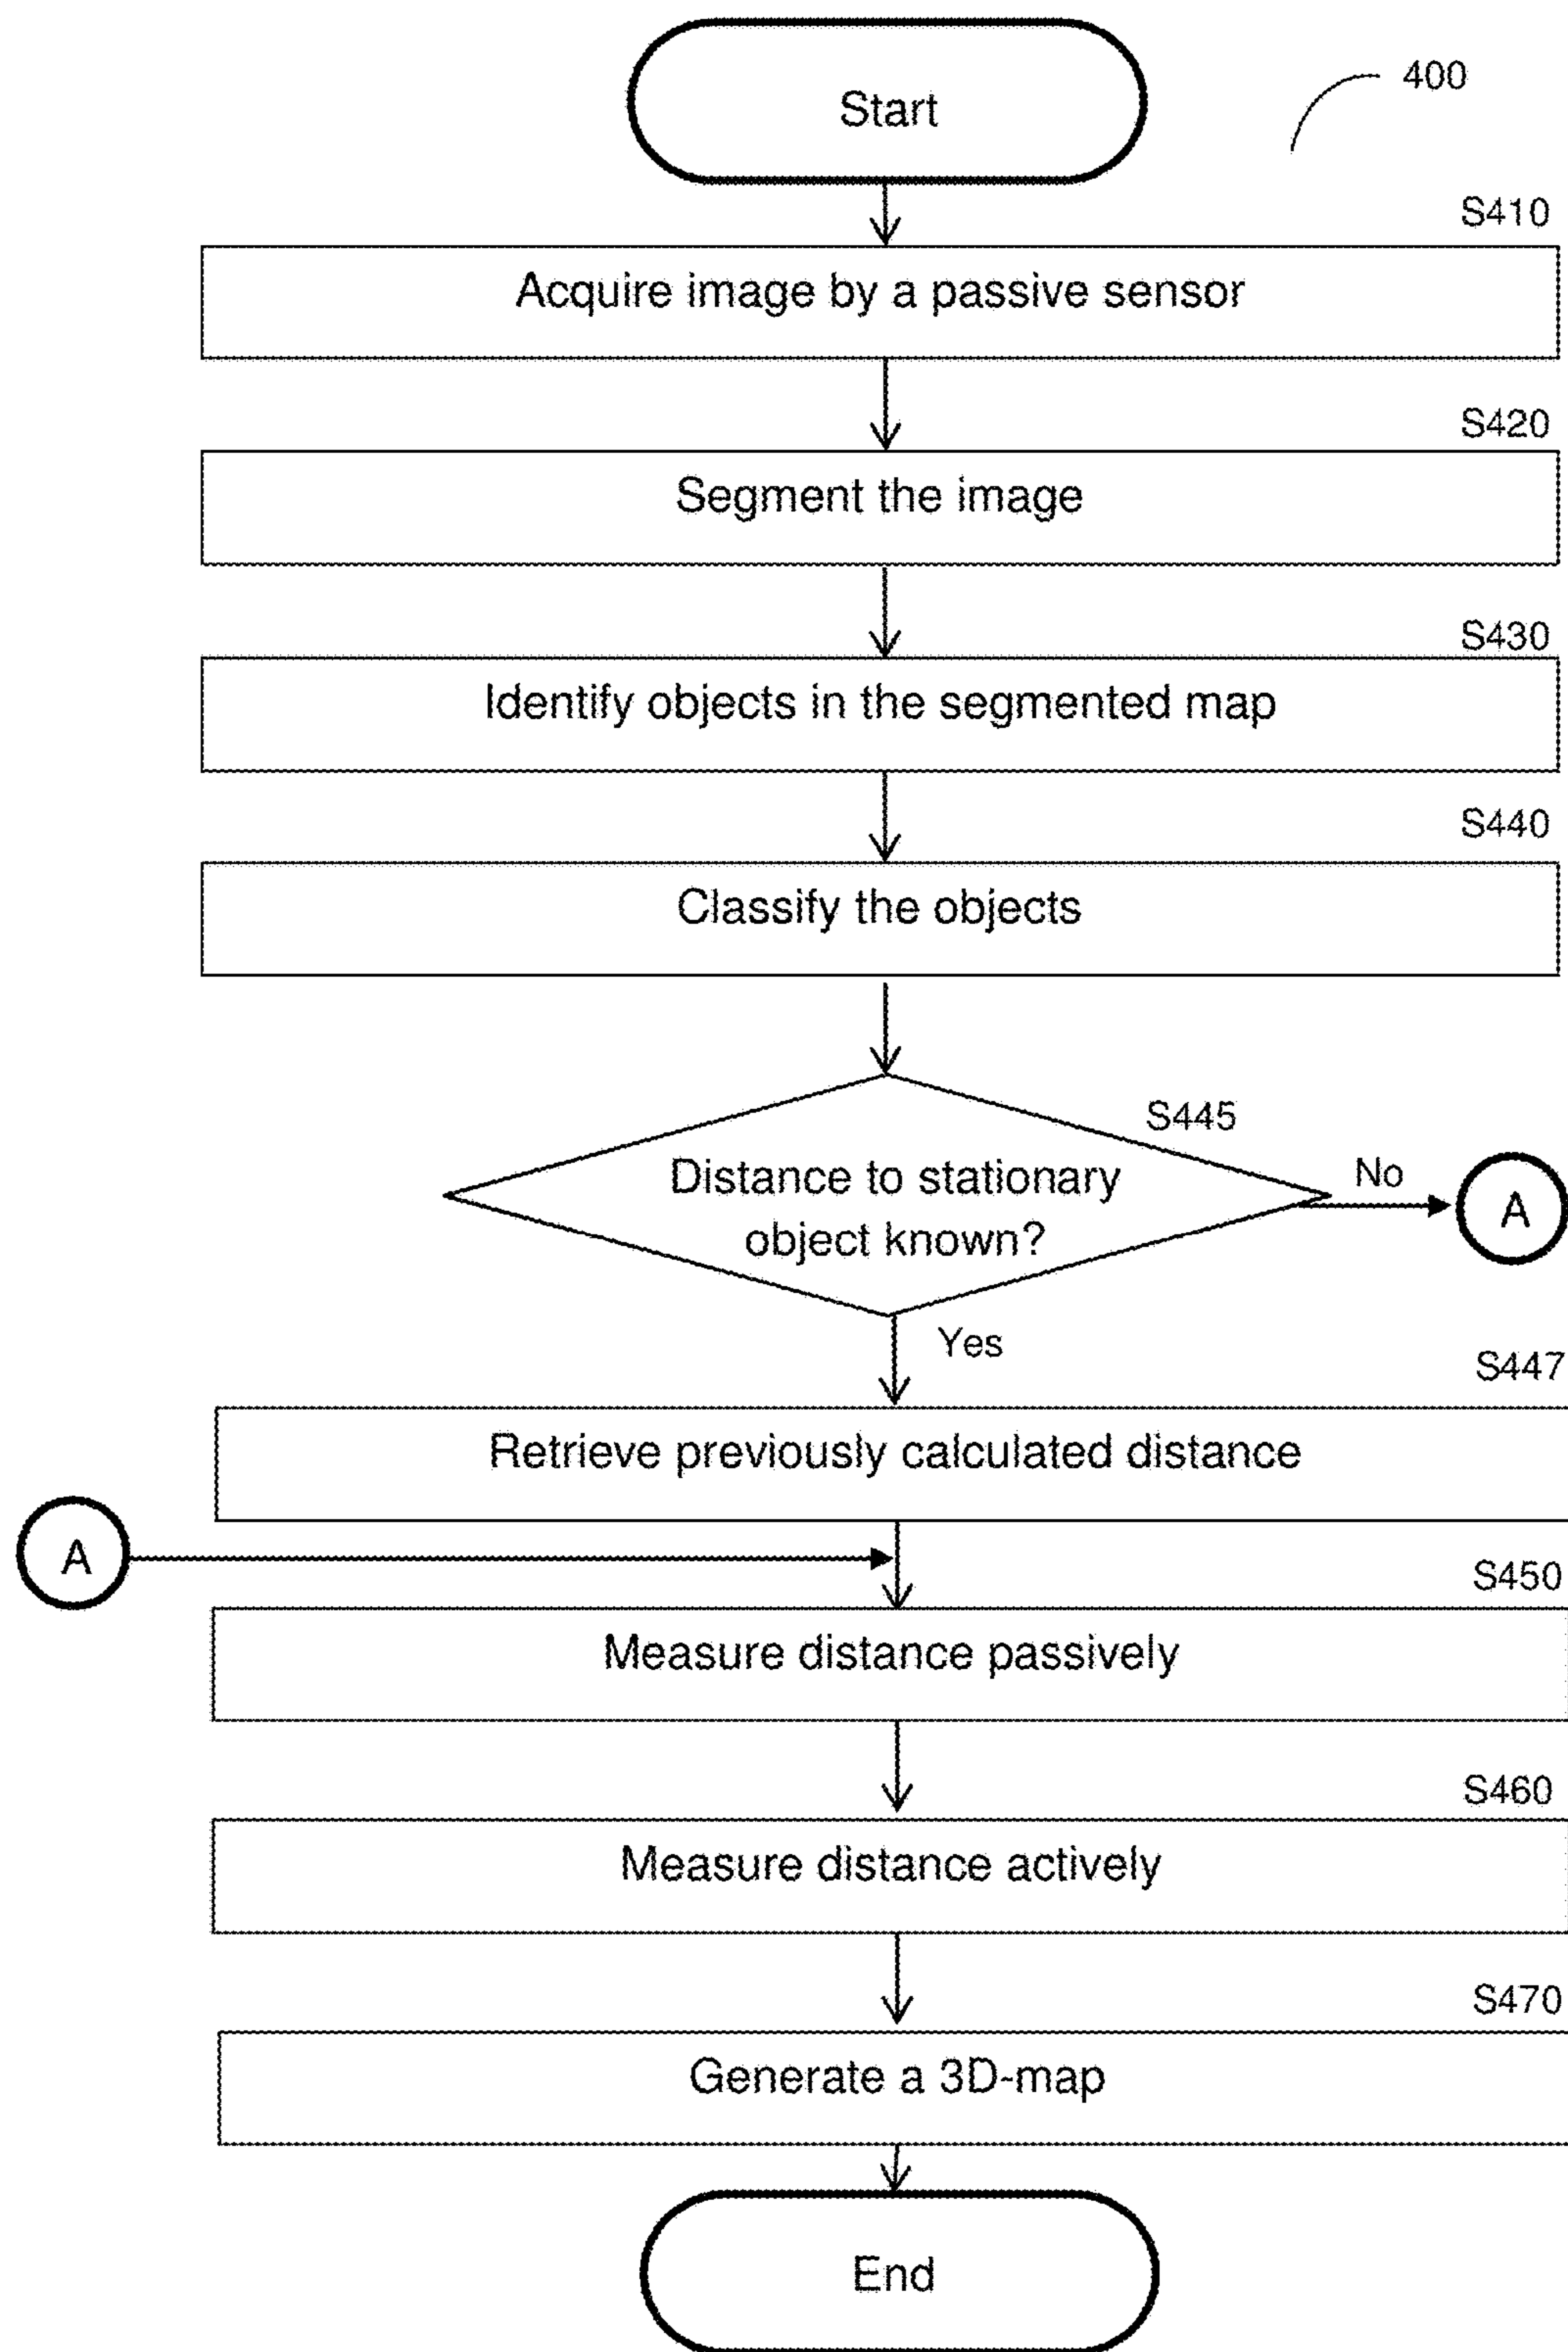 Start
400
S410
Acquire image by a passive sensor
S420
Segment the image
S430
Identify objects in the segmented map
S440
Classify the objects
S445
Distance to stationary
object known?
No
A
Yes
S447
Retrieve previously calculated distance
A
S450
Measure distance passively
S460
Measure distance actively
S470
Generate a 3D-map
End